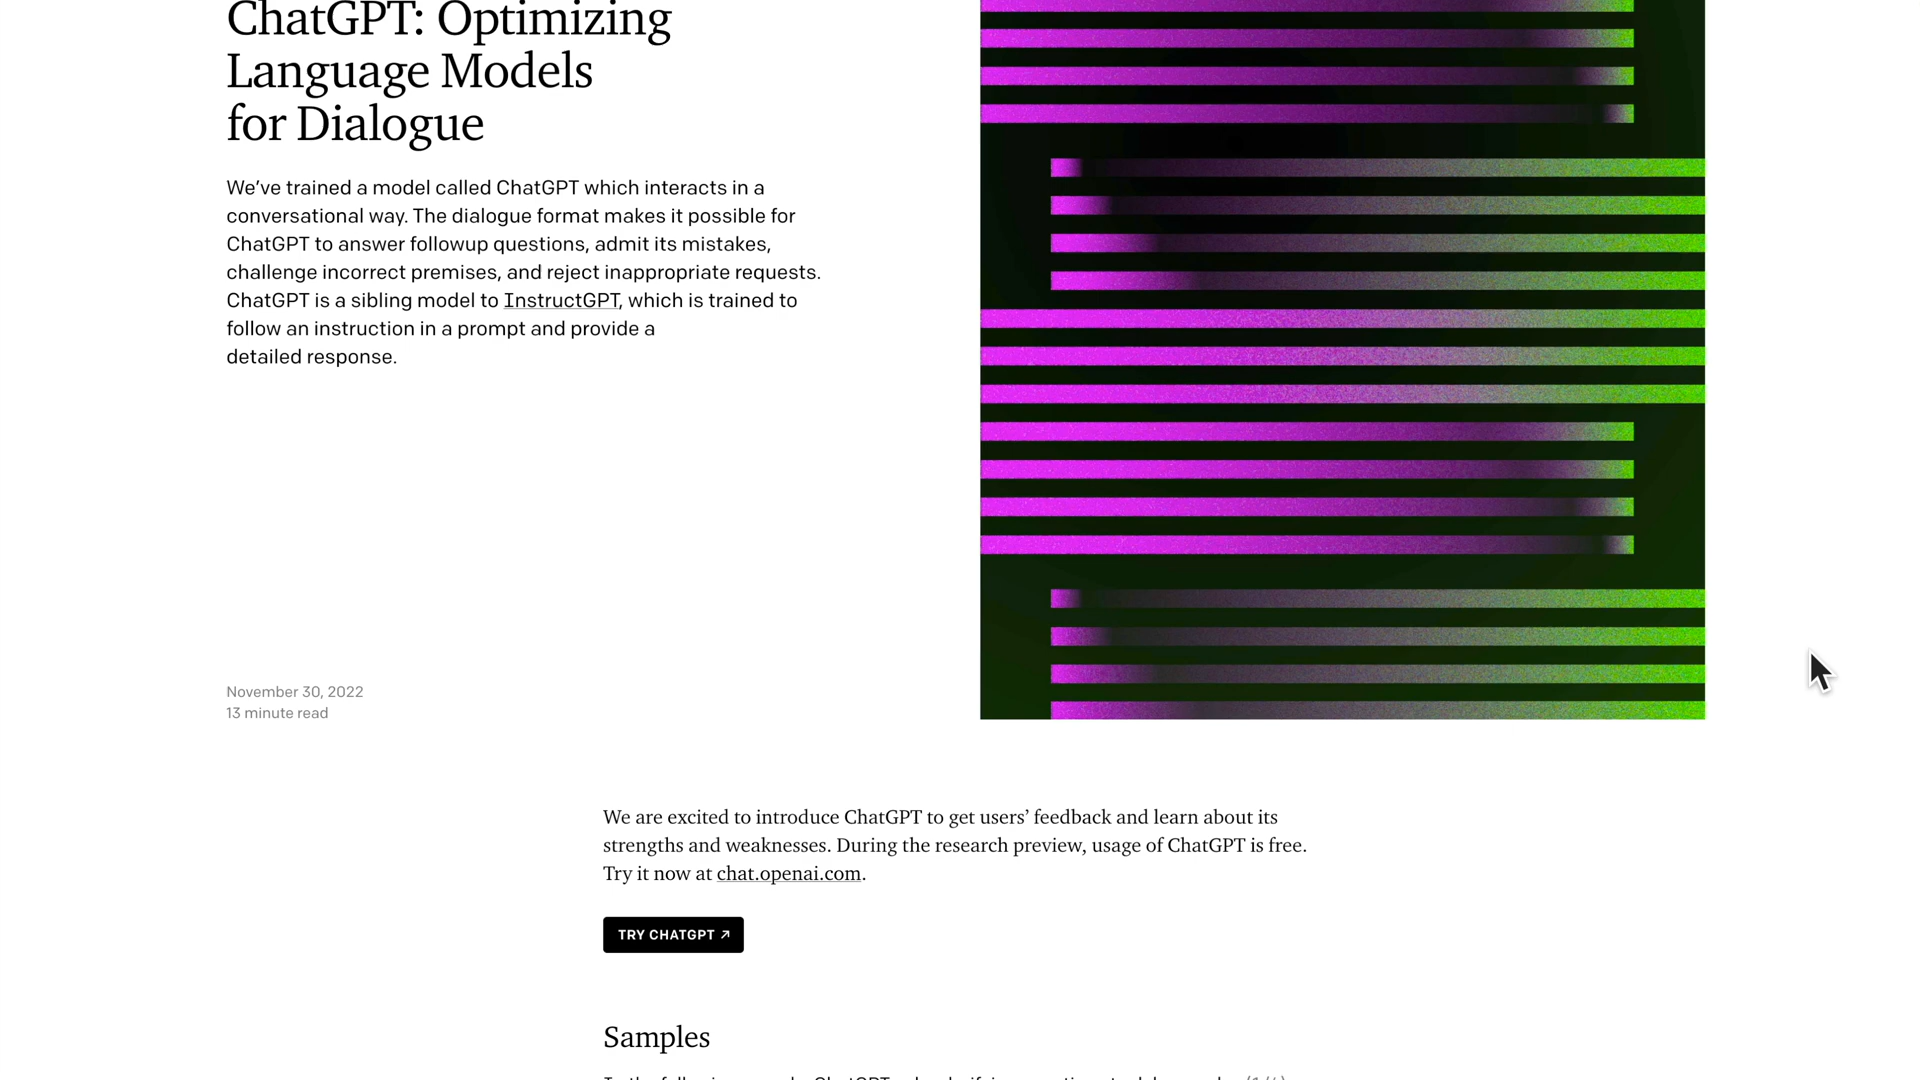 ChatGPT: Optimizing
Language Models
for Dialogue
We’ve trained a model called ChatGPT which interacts in a
conversational way. The dialogue format makes it possible for
ChatGPT to answer followup questions, admit its mistakes,
challenge incorrect premises, and reject inappropriate requests.
ChatGPT is a sibling model to InstructGPT, which is trained to
follow an instruction in a prompt and provide a
detailed response.
November 30, 2022
13 minute read
We are excited to introduce ChatGPT to get users’ feedback and learn about its
strengths and weaknesses. During the research preview, usage of ChatGPT is free.
Try it now at chat.openai.com.
TRY CHATGPT ↗
Samples